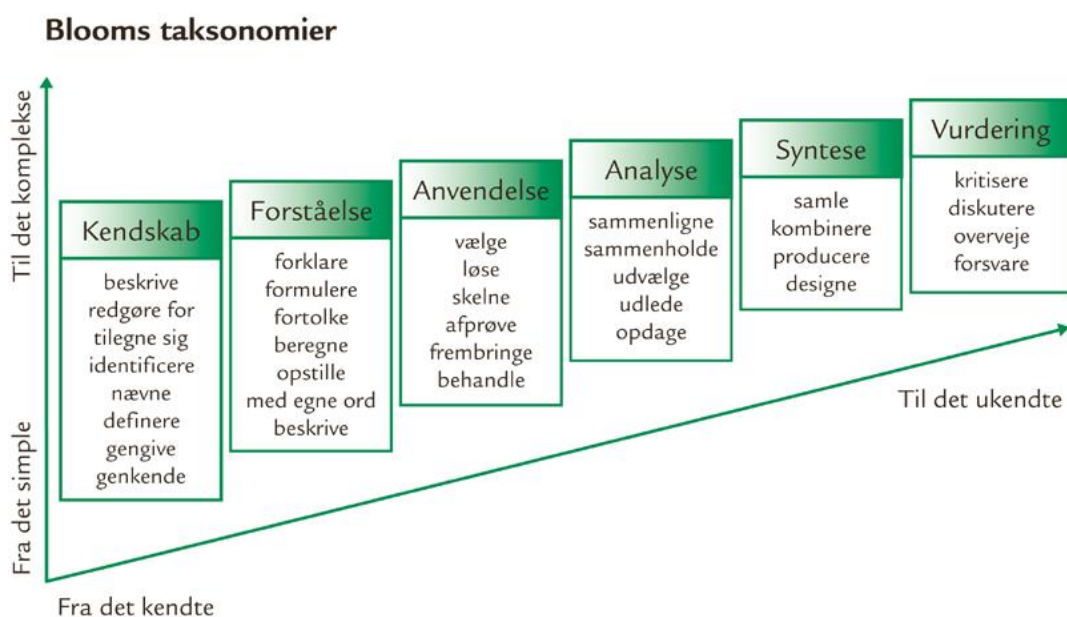 Blooms taksonomier
Til det komplekse
Fra det simple
Kendskab
beskrive
redgøre for
tilegne sig
identificere
nævne
definere
gengive
genkende
Forståelse
forklare
formulere
fortolke
beregne
opstille
med egne ord
beskrive
Anvendelse
vælge
løse
skelne
afprøve
frembringe
behandle
Analyse
sammenligne
sammenholde
udvælge
udlede
opdage
Syntese
samle
kombinere
producere
designe
Vurdering
kritisere
diskutere
overveje
forsvare
Til det ukendte
Fra det kendte